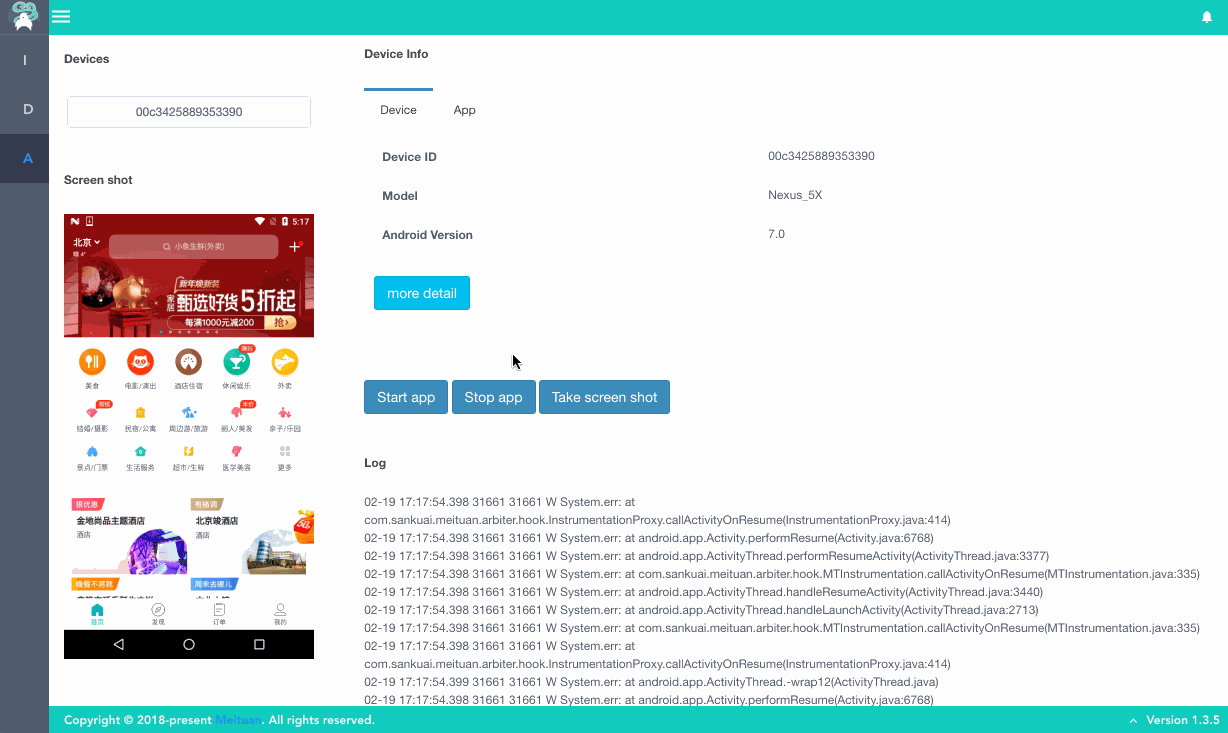 I
D
A
Devices
00c3425889353390
Screen shot
5:17
北京
晴 4°
小象生鲜(外卖)
新年焕新装
家居 甄选好货5折起
每满1000元减200 抢>
美食 电影/演出 酒店住宿 休闲娱乐 外卖
结婚/摄影 民宿/公寓 周边游/旅游 丽人/美发 亲子/乐园
半价
景点/门票 生活服务 超市/生鲜 医学美容 更多
狠优惠
金地尚品主题酒店
酒店
有格调
北京竣酒店
酒店
晚餐不将就
周末去哪儿
首页 发现 订单 我的
Device Info
Device App
Device ID 00c3425889353390
Model Nexus_5X
Android Version 7.0
more detail
Start app Stop app Take screen shot
Log
02-19 17:17:54.398 31661 31661 W System.err: at
com.sankuai.meituan.arbiter.hook.InstrumentationProxy.callActivityOnResume(InstrumentationProxy.java:414)
02-19 17:17:54.398 31661 31661 W System.err: at android.app.Activity.performResume(Activity.java:6768)
02-19 17:17:54.398 31661 31661 W System.err: at android.app.ActivityThread.performResumeActivity(ActivityThread.java:3377)
02-19 17:17:54.398 31661 31661 W System.err: at com.sankuai.meituan.arbiter.hook.MTInstrumentation.callActivityOnResume(MTInstrumentation.java:335)
02-19 17:17:54.398 31661 31661 W System.err: at android.app.ActivityThread.handleResumeActivity(ActivityThread.java:3440)
02-19 17:17:54.398 31661 31661 W System.err: at android.app.ActivityThread.handleLaunchActivity(ActivityThread.java:2713)
02-19 17:17:54.398 31661 31661 W System.err: at com.sankuai.meituan.arbiter.hook.MTInstrumentation.callActivityOnResume(MTInstrumentation.java:335)
02-19 17:17:54.398 31661 31661 W System.err: at
com.sankuai.meituan.arbiter.hook.InstrumentationProxy.callActivityOnResume(InstrumentationProxy.java:414)
02-19 17:17:54.399 31661 31661 W System.err: at android.app.ActivityThread.-wrap12(ActivityThread.java)
02-19 17:17:54.398 31661 31661 W System.err: at android.app.Activity.performResume(Activity.java:6768)
Copyright © 2018-present Meituan. All rights reserved.
Version 1.3.5